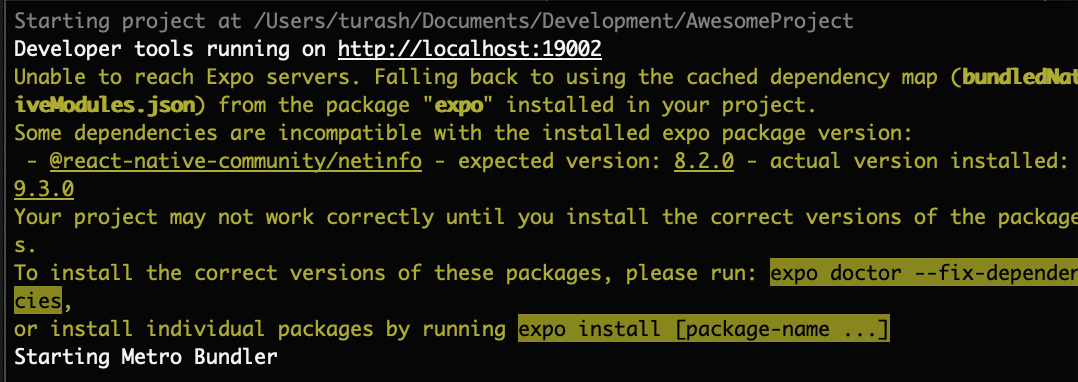 Starting project at /Users/turash/Documents/Development/AwesomeProject
Developer tools running on http://localhost:19002
Unable to reach Expo servers. Falling back to using the cached dependency map (bundledNat
iveModules.json) from the package "expo" installed in your project.
Some dependencies are incompatible with the installed expo package version:
- @react-native-community/netinfo - expected version: 8.2.0 - actual version installed:
9.3.0
Your project may not work correctly until you install the correct versions of the package
s.
To install the correct versions of these packages, please run: expo doctor --fix-dependen
cies,
or install individual packages by running expo install [package-name ...]
Starting Metro Bundler